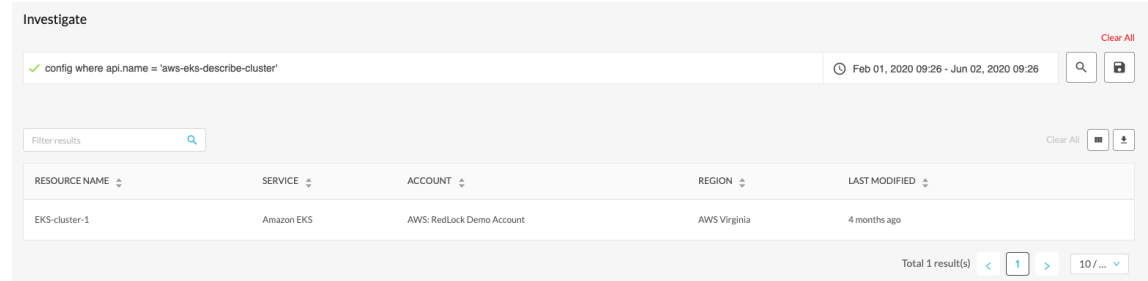 Investigate
Clear All
config where api.name = 'aws-eks-describe-cluster'
Feb 01, 2020 09:26 - Jun 02, 2020 09:26
Filter results
Clear All
RESOURCE NAME SERVICE ACCOUNT REGION LAST MODIFIED
EKS-cluster-1 Amazon EKS AWS: RedLock Demo Account AWS Virginia 4 months ago
Total 1 result(s) < 1 > 10 / ...